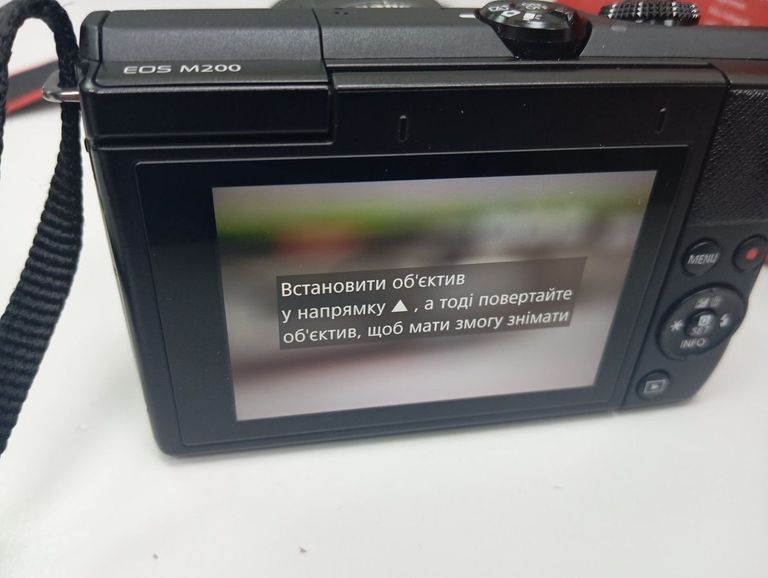 EOS M200
Встановити об'єктив
у напрямку ▲ , а тоді повертайте
об'єктив, щоб мати змогу знімати
MENU
SET
INFO